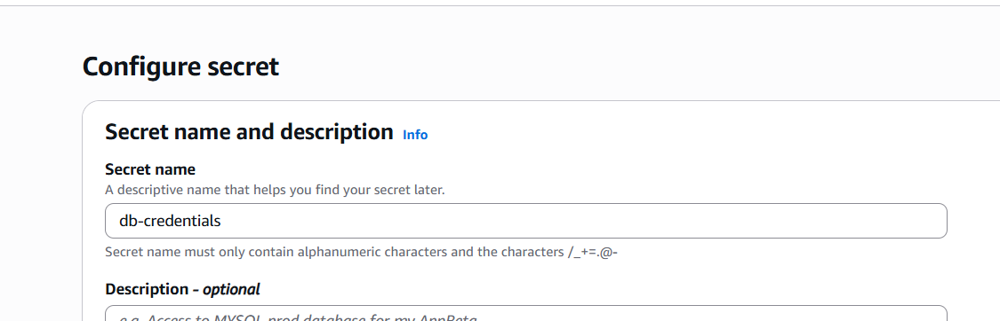 Configure secret
Secret name and description Info
Secret name
A descriptive name that helps you find your secret later.
db-credentials
Secret name must only contain alphanumeric characters and the characters /_+=.@-
Description - optional
e.g. Access to MYSQL prod database for my AppBeta